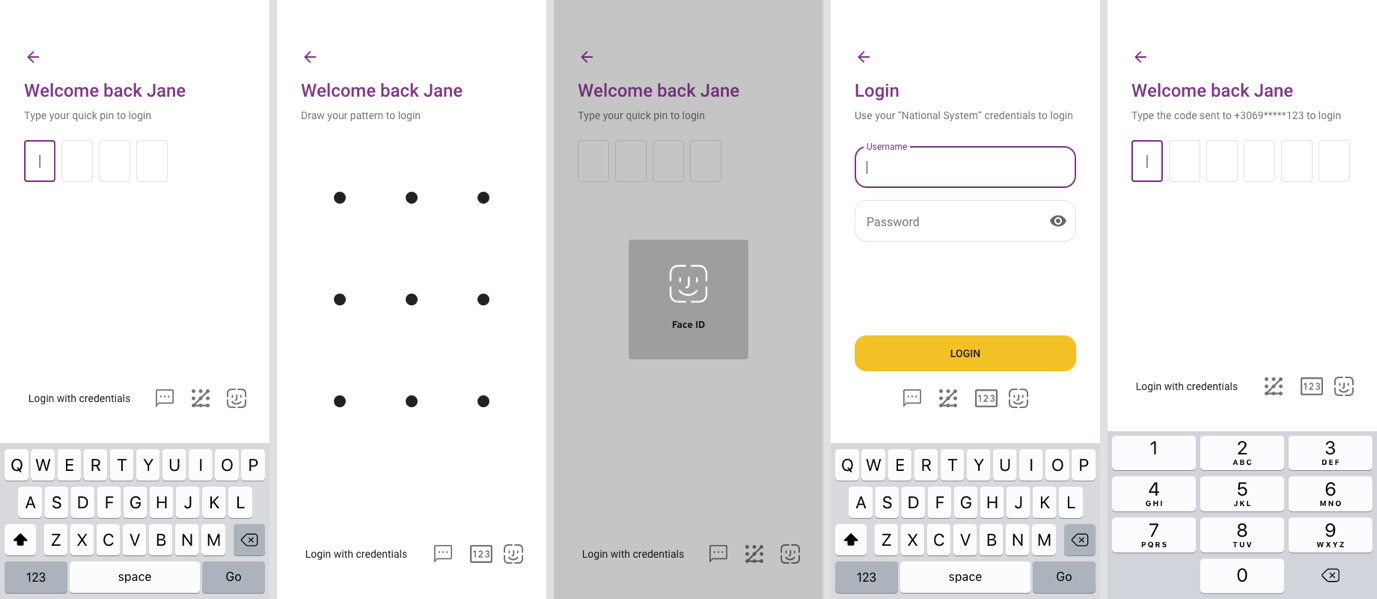 Welcome back Jane
Type your quick pin to login
Login with credentials
Q W E R T Y U I O P
A S D F G H J K L
Z X C V B N M
123 space Go
Welcome back Jane
Draw your pattern to login
Login with credentials 123
Welcome back Jane
Type your quick pin to login
Face ID
Login with credentials
Login
Use your “National System” credentials to login
Username
Password
LOGIN
123
Q W E R T Y U I O P
A S D F G H J K L
Z X C V B N M
123 space Go
Welcome back Jane
Type the code sent to +3069*****123 to login
Login with credentials 123
1 2 3
ABC DEF
4 5 6
GHI JKL MNO
7 8 9
PQRS TUV WXYZ
0